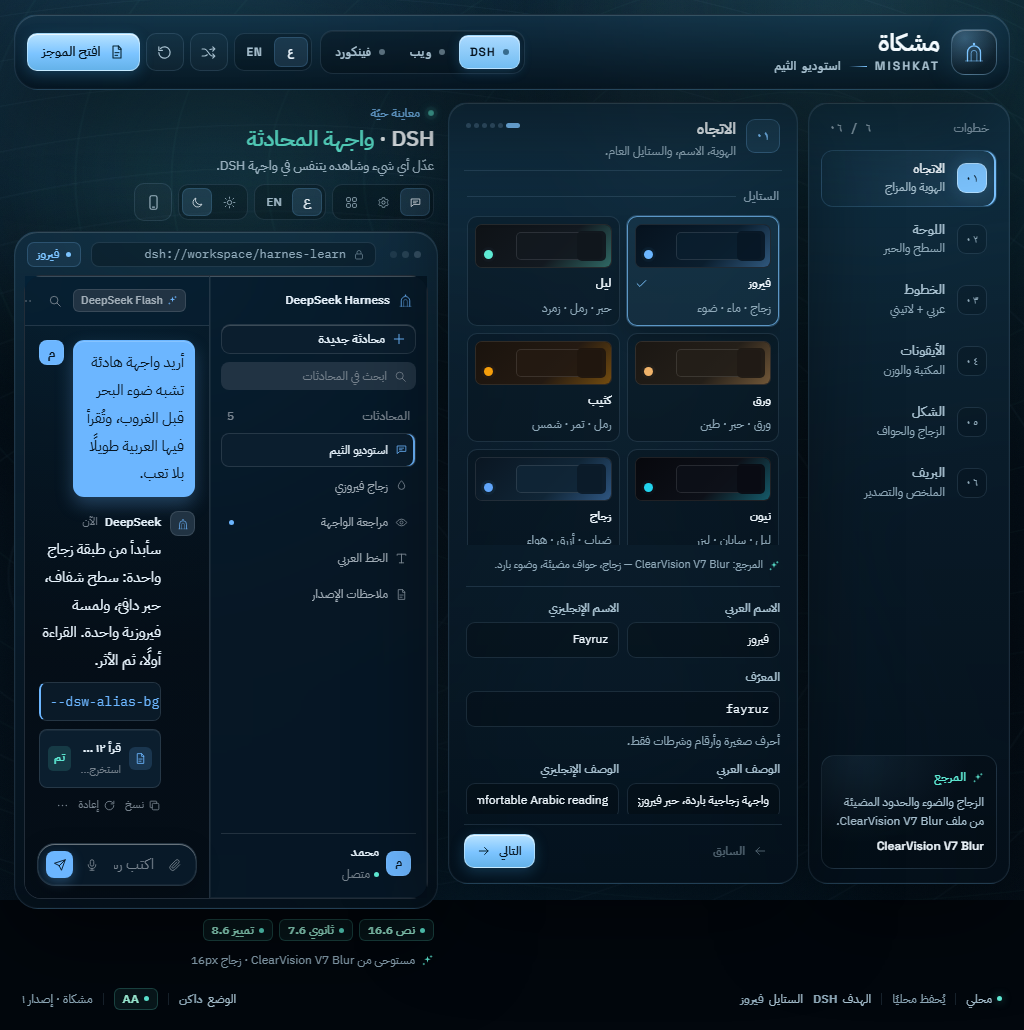 مشكاة
MISHKAT — استوديو الثيم
DSH
ويب
فينكورد
ع
EN
افتح الموجز
خطوات
٦ / ٠٦
٠١
الاتجاه
الهوية والمزاج
٠٢
اللوحة
السطح والحبر
٠٣
الخطوط
عربي + لاتيني
٠٤
الأيقونات
المكتبة والوزن
٠٥
الشكل
الزجاج والحواف
٠٦
البريف
الملخص والتصدير
المرجع
الزجاج والضوء والحدود المضيئة
من ملف ClearVision V7 Blur.
ClearVision V7 Blur
٠١
الاتجاه
الهوية، الاسم، والستايل العام.
الستايل
فيروز
زجاج · ماء · ضوء
ليل
حبر · رمل · زمرد
ورق
ورق · حبر · طين
كثيب
رمل · تمر · شمس
نيون
ليل · سايان · ليزر
زجاج
ضباب · أزرق · هواء
المرجع: ClearVision V7 Blur — زجاج، حواف مضيئة، وضوء بارد.
الاسم العربي
فيروز
الاسم الإنجليزي
Fayruz
المعرّف
fayruz
أحرف صغيرة وأرقام وشرطات فقط.
الوصف العربي
واجهة زجاجية باردة، حبر فيروز
الوصف الإنجليزي
nfortable Arabic reading
السابق
التالي
معاينة حيّة
DSH · واجهة المحادثة
عدّل أي شيء وشاهده يتنفس في واجهة DSH.
ع
EN
dsh://workspace/harnes-learn
فيروز
DeepSeek Harness
محادثة جديدة
ابحث في المحادثات
المحادثات
5
استوديو الثيم
زجاج فيروزي
مراجعة الواجهة
الخط العربي
ملاحظات الإصدار
م
محمد
متصل
DeepSeek Flash
م
أريد واجهة هادئة
تشبه ضوء البحر
قبل الغروب، وتُقرأ
فيها العربية طويلًا
بلا تعب.
DeepSeek الآن
سأبدأ من طبقة زجاج
واحدة: سطح شفاف،
حبر دافئ، ولمسة
فيروزية واحدة. القراءة
أولًا، ثم الأثر.
--dsw-alias-bg
قرأ ١٢ ...
استخرج...
تم
نسخ
إعادة
نص 16.6
ثانوي 7.6
تمييز 8.6
مستوحى من ClearVision V7 Blur · زجاج 16px
محلي
يُحفظ محليًا
الهدف DSH
الستايل فيروز
الوضع داكن
AA
مشكاة · إصدار ١